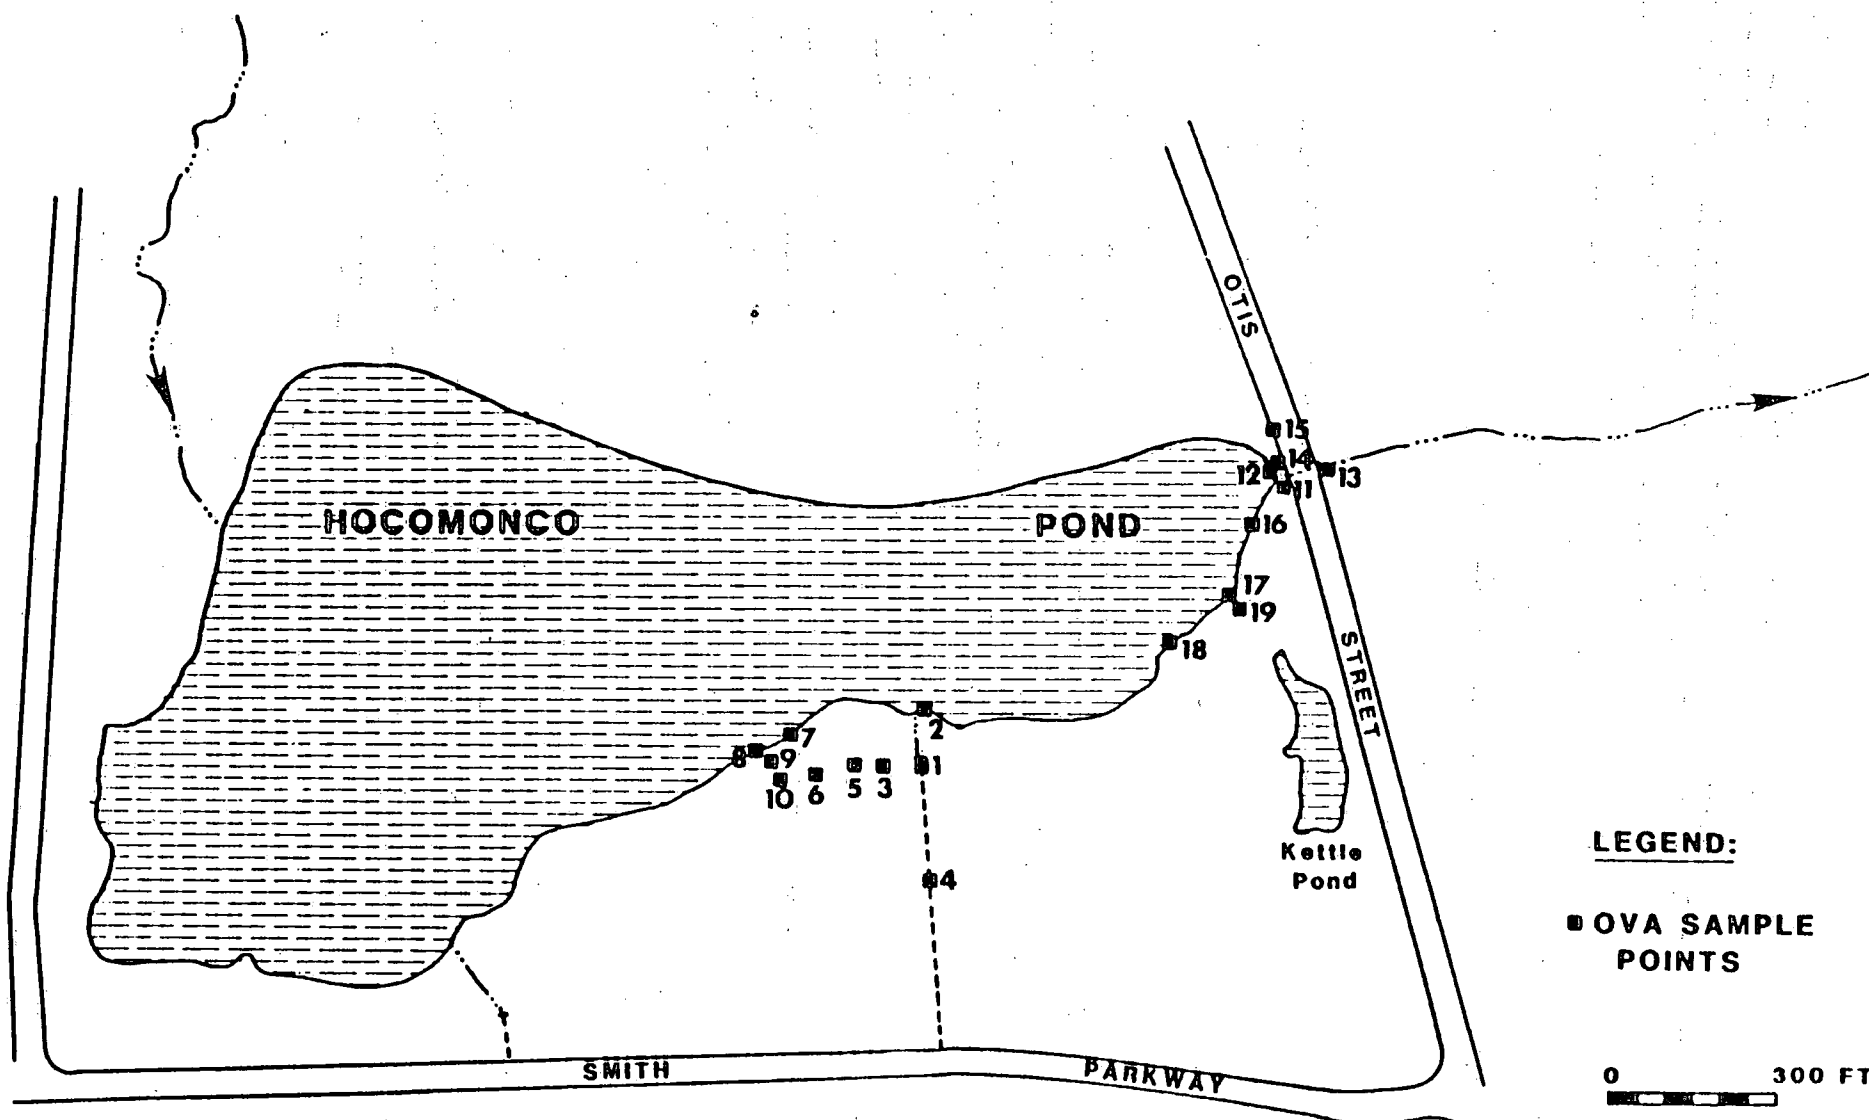 OTIS
15
14
12
13
11
HOCOMONCO POND
16
17
19
18
STREET
2
7
8
9
1
10
6
5
3
Kettle
Pond
4
LEGEND:
OVA SAMPLE
POINTS
SMITH PARKWAY
0 300 FT